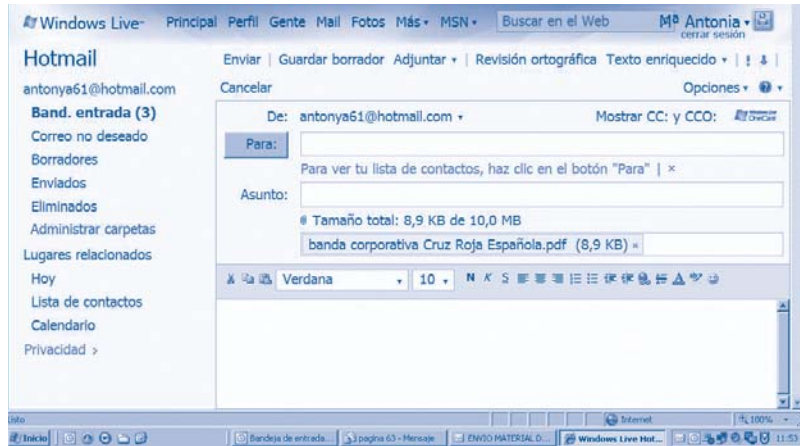 Windows Live Principal Perfil Gente Mail Fotos Más MSN Buscar en el Web Mª Antonia
cerrar sesión
Hotmail
Enviar | Guardar borrador Adjuntar | Revisión ortográfica Texto enriquecido | ! |
antonya61@hotmail.com
Cancelar Opciones ?
Band. entrada (3)
De: antonya61@hotmail.com Mostrar CC: y CCO:
Correo no deseado
Para:
Borradores
Para ver tu lista de contactos, haz clic en el botón "Para" | ×
Enviados
Asunto:
Eliminados
Tamaño total: 8,9 KB de 10,0 MB
Administrar carpetas
banda corporativa Cruz Roja Española.pdf (8,9 KB) ×
Lugares relacionados
Hoy
Verdana 10 N K S
Lista de contactos
Calendario
Privacidad >
Listo Internet 100%
Inicio Bandeja de entrada... pagina 63 - Mensaje ENVIO MATERIAL D... Windows Live Hot... 11:53